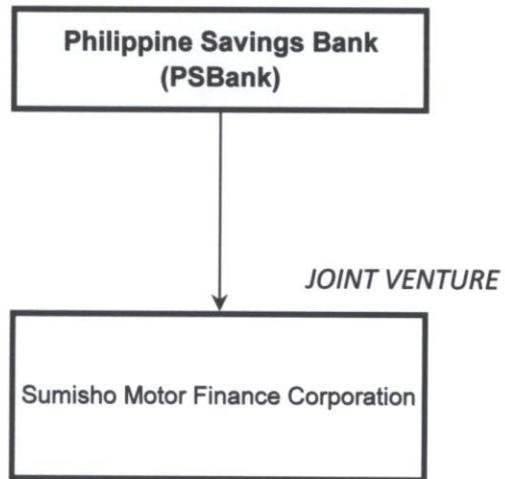 Philippine Savings Bank
(PSBank)
JOINT VENTURE
Sumisho Motor Finance Corporation